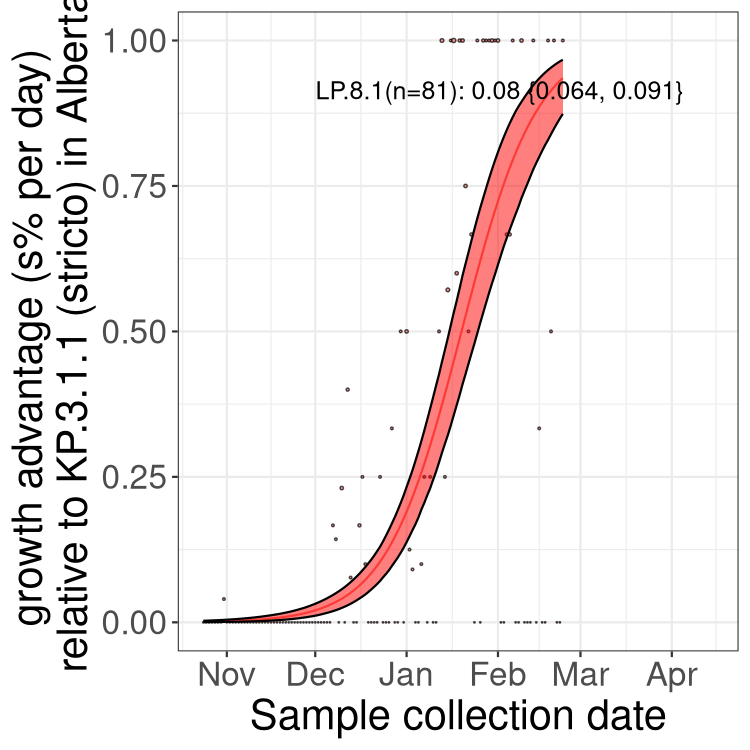 growth advantage (s% per day)
relative to KP.3.1.1 (stricto) in Alberta
1.00
0.75
0.50
0.25
0.00
LP.8.1(n=81): 0.08 {0.064, 0.091}
Nov Dec Jan Feb Mar Apr
Sample collection date